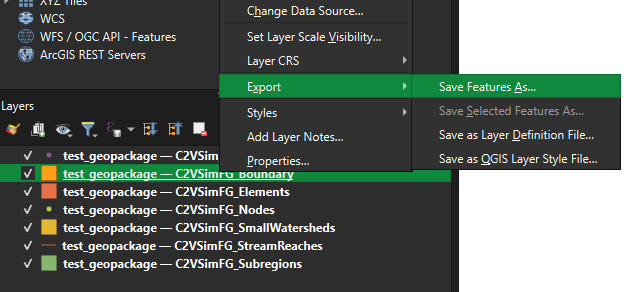 XYZ Tiles
WCS
WFS / OGC API - Features
ArcGIS REST Servers
Layers
test_geopackage — C2VSim
test_geopackage — C2VSimFG_Boundary
test_geopackage — C2VSimFG_Elements
test_geopackage — C2VSimFG_Nodes
test_geopackage — C2VSimFG_SmallWatersheds
test_geopackage — C2VSimFG_StreamReaches
test_geopackage — C2VSimFG_Subregions
Change Data Source...
Set Layer Scale Visibility...
Layer CRS
Export
Styles
Add Layer Notes...
Properties...
Save Features As...
Save Selected Features As...
Save as Layer Definition File...
Save as QGIS Layer Style File...